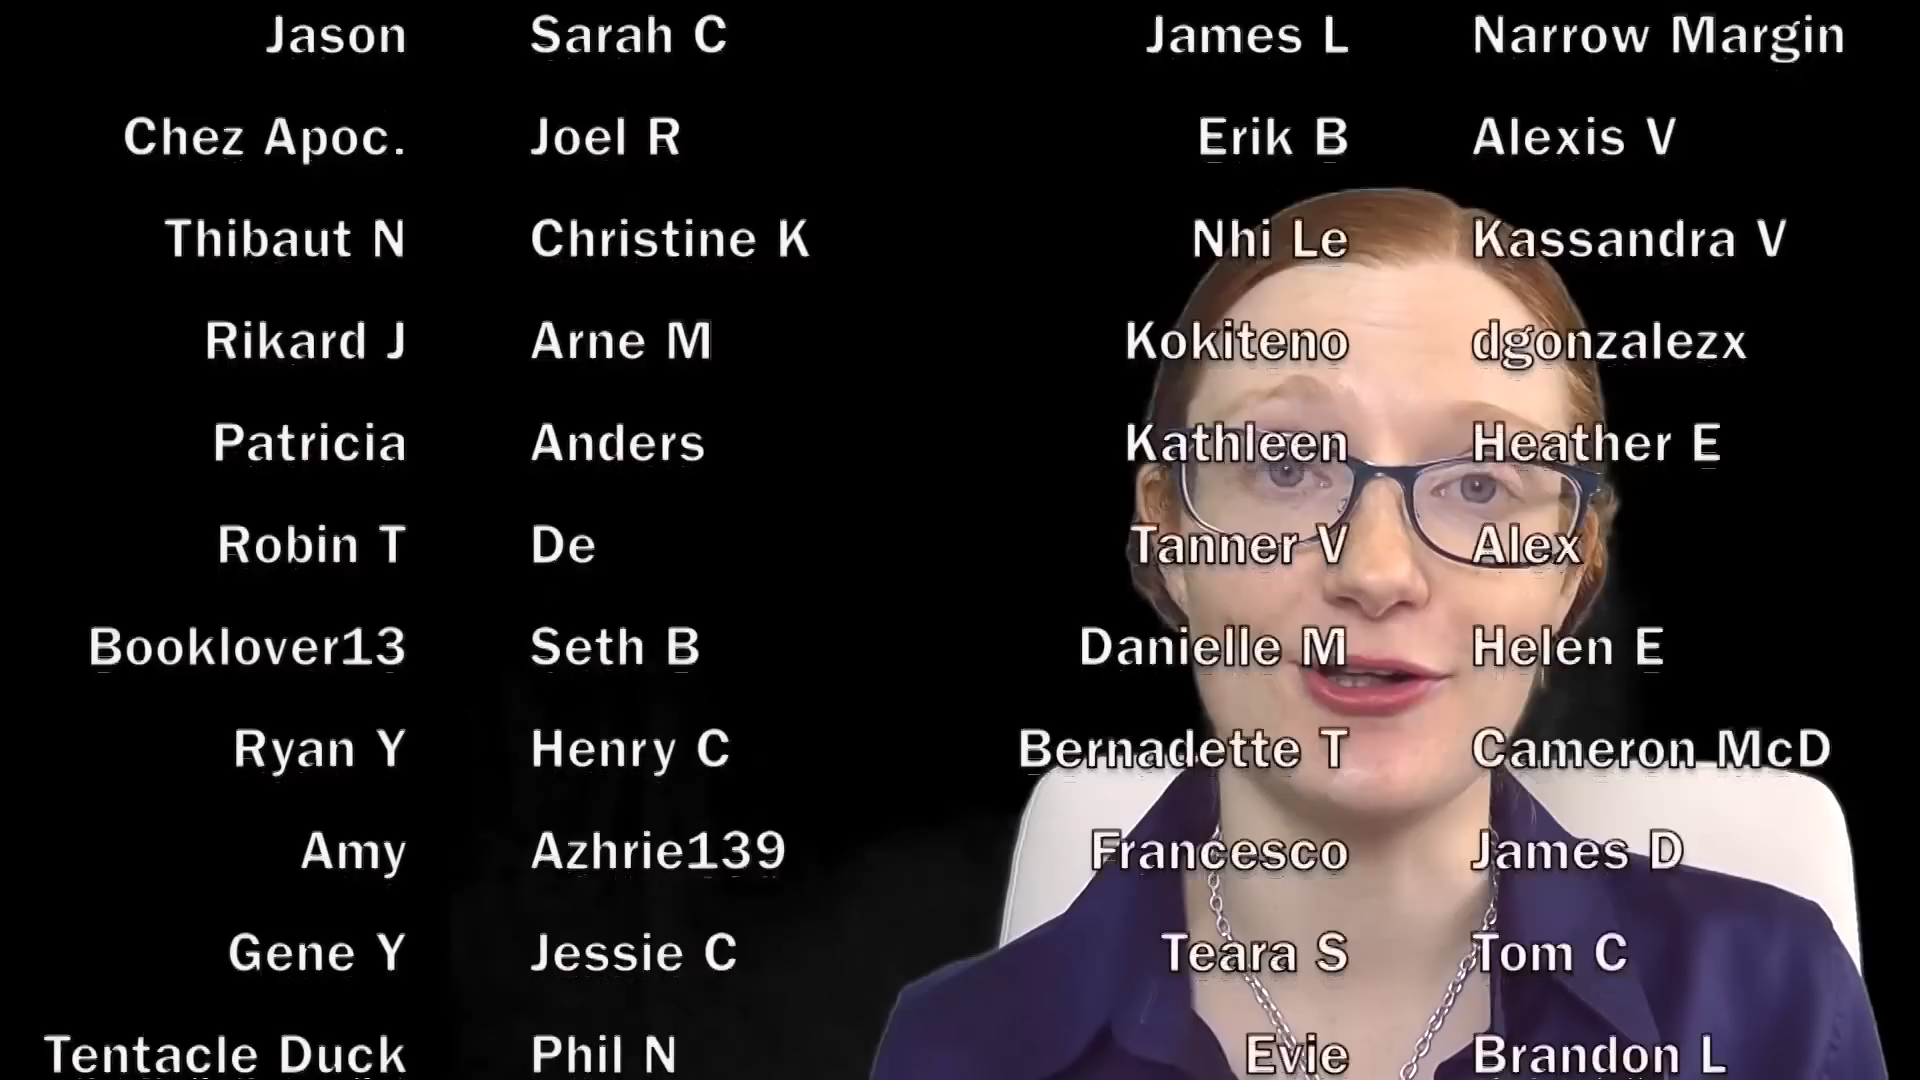 Jason Sarah C James L Narrow Margin
Chez Apoc. Joel R Erik B Alexis V
Thibaut N Christine K Nhi Le Kassandra V
Rikard J Arne M Kokiteno dgonzalezx
Patricia Anders Kathleen Heather E
Robin T De Tanner V Alex
Booklover13 Seth B Danielle M Helen E
Ryan Y Henry C Bernadette T Cameron McD
Amy Azhrie139 Francesco James D
Gene Y Jessie C Teara S Tom C
Tentacle Duck Phil N Evie Brandon L